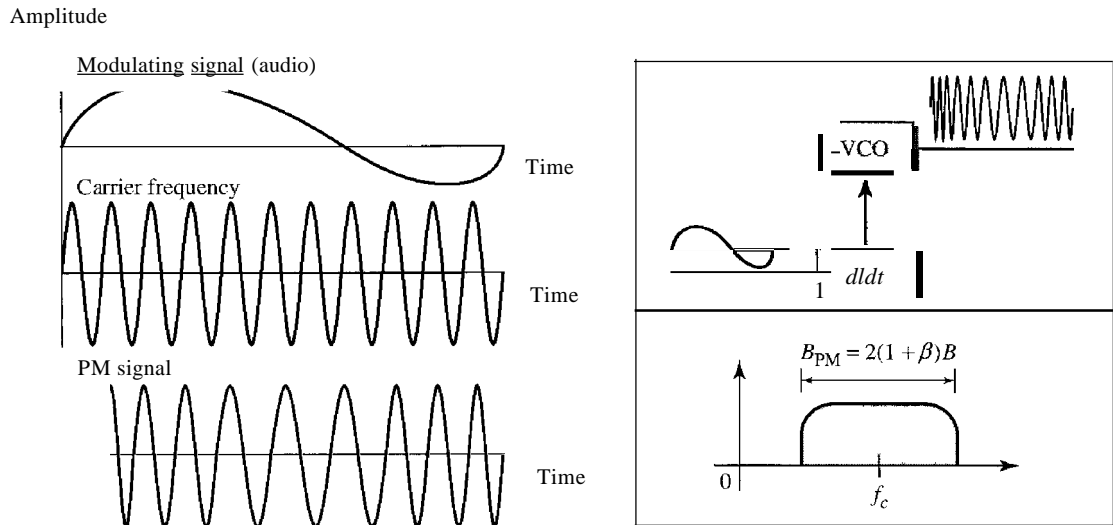 Amplitude
Modulating signal (audio)
Time
Carrier frequency
Time
PM signal
Time
–VCO
dldt
1
B_PM = 2(1 + β)B
0
f_c